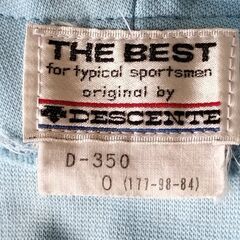 THE BEST
for typical sportsmen
original by
DESCENTE
D-350
O (177-98-84)